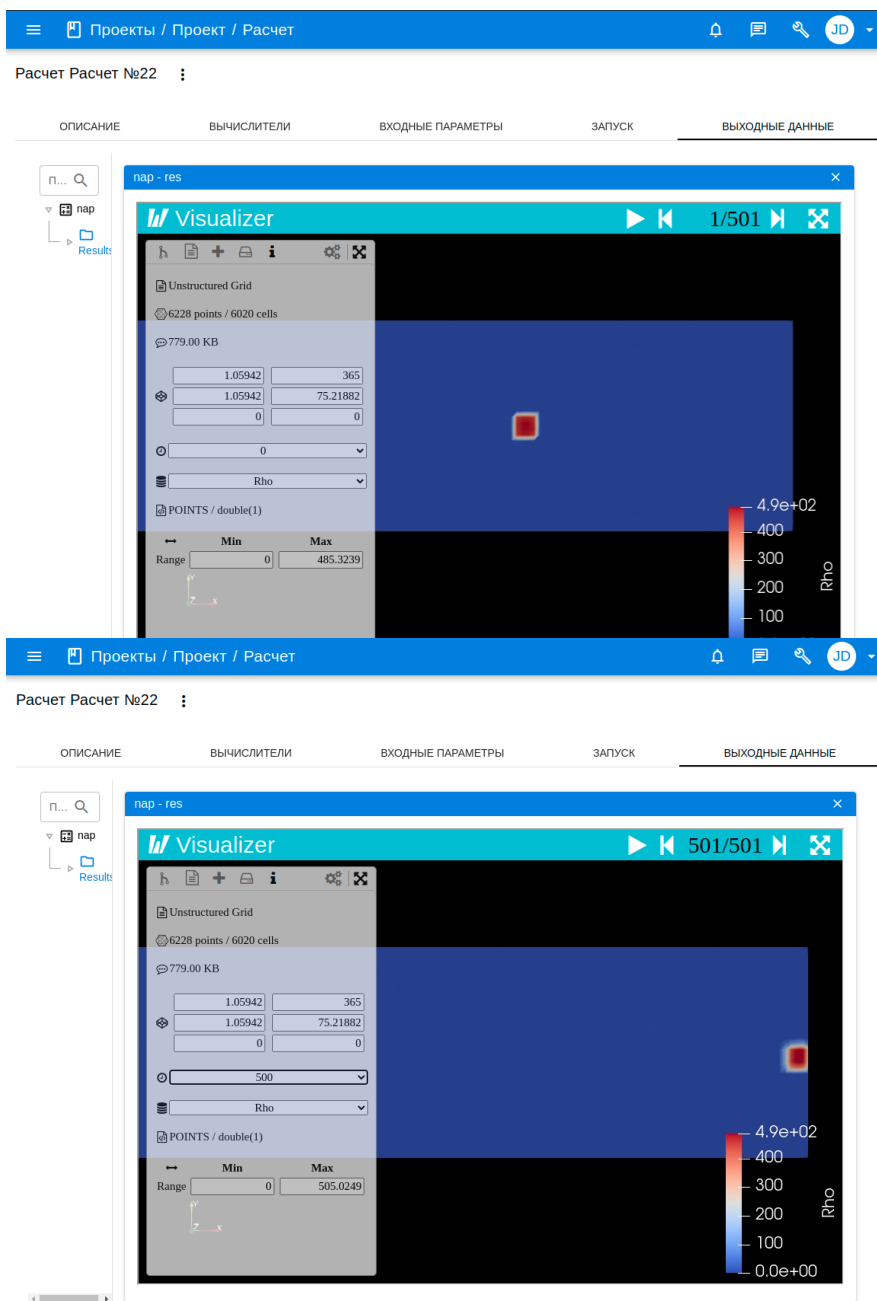 Проекты / Проект / Расчет JD
Расчет Расчет №22
ОПИСАНИЕ ВЫЧИСЛИТЕЛИ ВХОДНЫЕ ПАРАМЕТРЫ ЗАПУСК ВЫХОДНЫЕ ДАННЫЕ
П...
nap
Results
nap - res
Visualizer 1/501
Unstructured Grid
6228 points / 6020 cells
779.00 KB
1.05942 365
1.05942 75.21882
0 0
0
Rho
POINTS / double(1)
Min Max
Range 0 485.3239
Y
Z X
4.9e+02
400
300
200
100
Rho
Проекты / Проект / Расчет JD
Расчет Расчет №22
ОПИСАНИЕ ВЫЧИСЛИТЕЛИ ВХОДНЫЕ ПАРАМЕТРЫ ЗАПУСК ВЫХОДНЫЕ ДАННЫЕ
П...
nap
Results
nap - res
Visualizer 501/501
Unstructured Grid
6228 points / 6020 cells
779.00 KB
1.05942 365
1.05942 75.21882
0 0
500
Rho
POINTS / double(1)
Min Max
Range 0 505.0249
Y
Z X
4.9e+02
400
300
200
100
0.0e+00
Rho